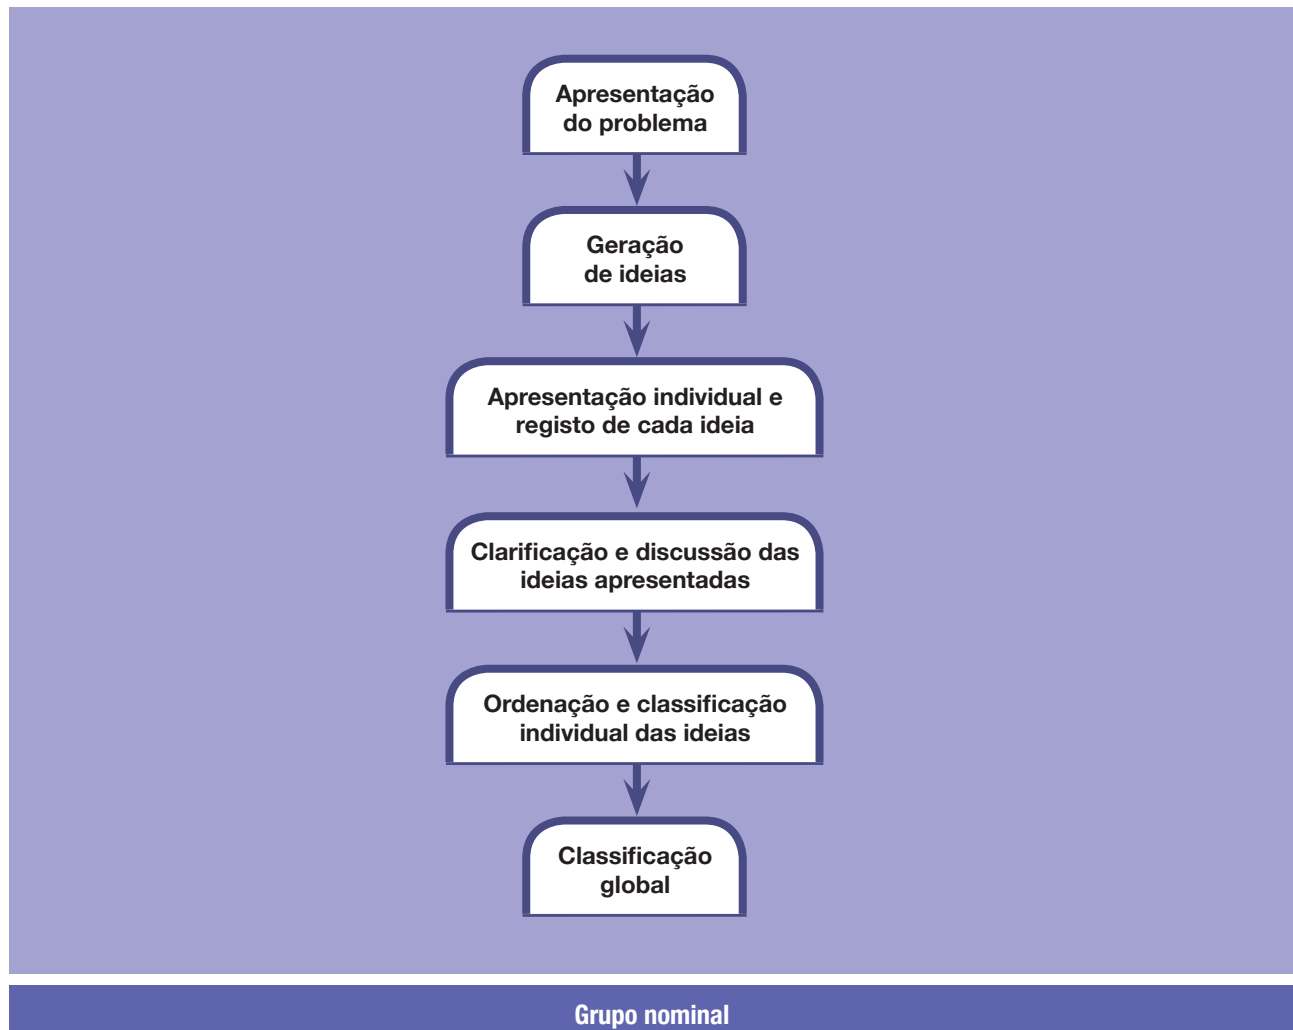 Apresentação
do problema
Geração
de ideias
Apresentação individual e
registo de cada ideia
Clarificação e discussão das
ideias apresentadas
Ordenação e classificação
individual das ideias
Classificação
global
Grupo nominal